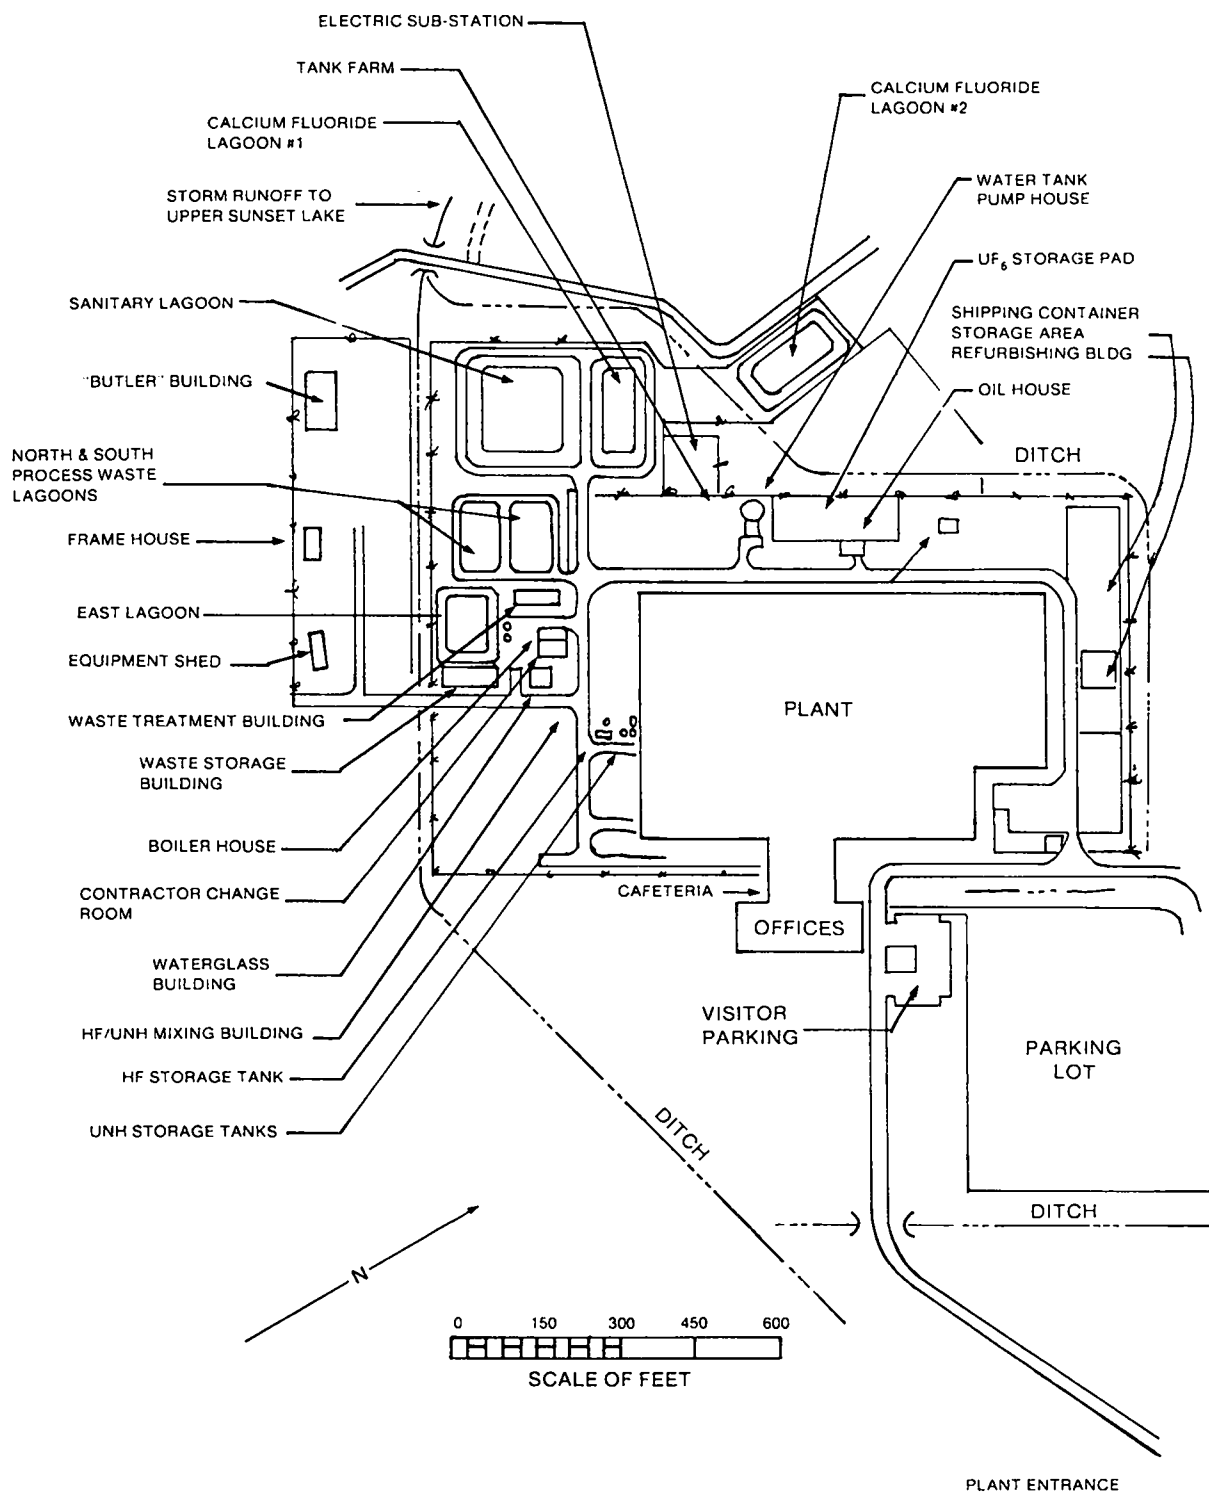 ELECTRIC SUB-STATION
TANK FARM
CALCIUM FLUORIDE
LAGOON #1
STORM RUNOFF TO
UPPER SUNSET LAKE
SANITARY LAGOON
"BUTLER" BUILDING
NORTH & SOUTH
PROCESS WASTE
LAGOONS
FRAME HOUSE
EAST LAGOON
EQUIPMENT SHED
WASTE TREATMENT BUILDING
WASTE STORAGE
BUILDING
BOILER HOUSE
CONTRACTOR CHANGE
ROOM
WATERGLASS
BUILDING
HF/UNH MIXING BUILDING
HF STORAGE TANK
UNH STORAGE TANKS
CALCIUM FLUORIDE
LAGOON #2
WATER TANK
PUMP HOUSE
UF₆ STORAGE PAD
SHIPPING CONTAINER
STORAGE AREA
REFURBISHING BLDG
OIL HOUSE
DITCH
PLANT
CAFETERIA
OFFICES
VISITOR
PARKING
PARKING
LOT
DITCH
DITCH
N
0 150 300 450 600
SCALE OF FEET
PLANT ENTRANCE